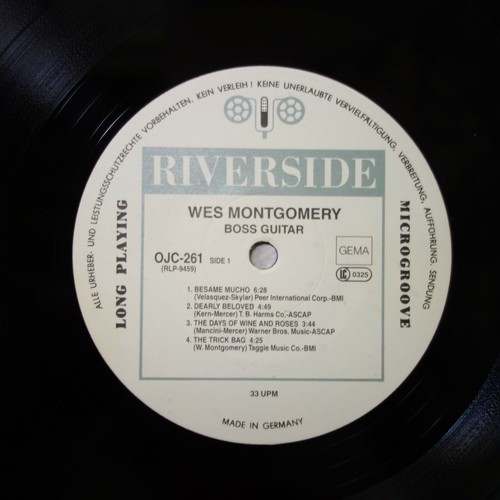 ALLE URHEBER- UND LEISTUNGSSCHUTZRECHTE VORBEHALTEN. KEIN VERLEIH! KEINE UNERLAUBTE VERVIELFÄLTIGUNG, VERBREITUNG, AUFFÜHRUNG, SENDUNG
RIVERSIDE
LONG PLAYING
MICROGROOVE
WES MONTGOMERY
BOSS GUITAR
OJC-261 SIDE 1
(RLP-9459)
GEMA
LC 0325
1. BESAME MUCHO 6:28
(Velasquez-Skylar) Peer International Corp.-BMI
2. DEARLY BELOVED 4:49
(Kern-Mercer) T. B. Harms Co.-ASCAP
3. THE DAYS OF WINE AND ROSES 3:44
(Mancini-Mercer) Warner Bros. Music-ASCAP
4. THE TRICK BAG 4:25
(W. Montgomery) Taggie Music Co.-BMI
33 UPM
MADE IN GERMANY